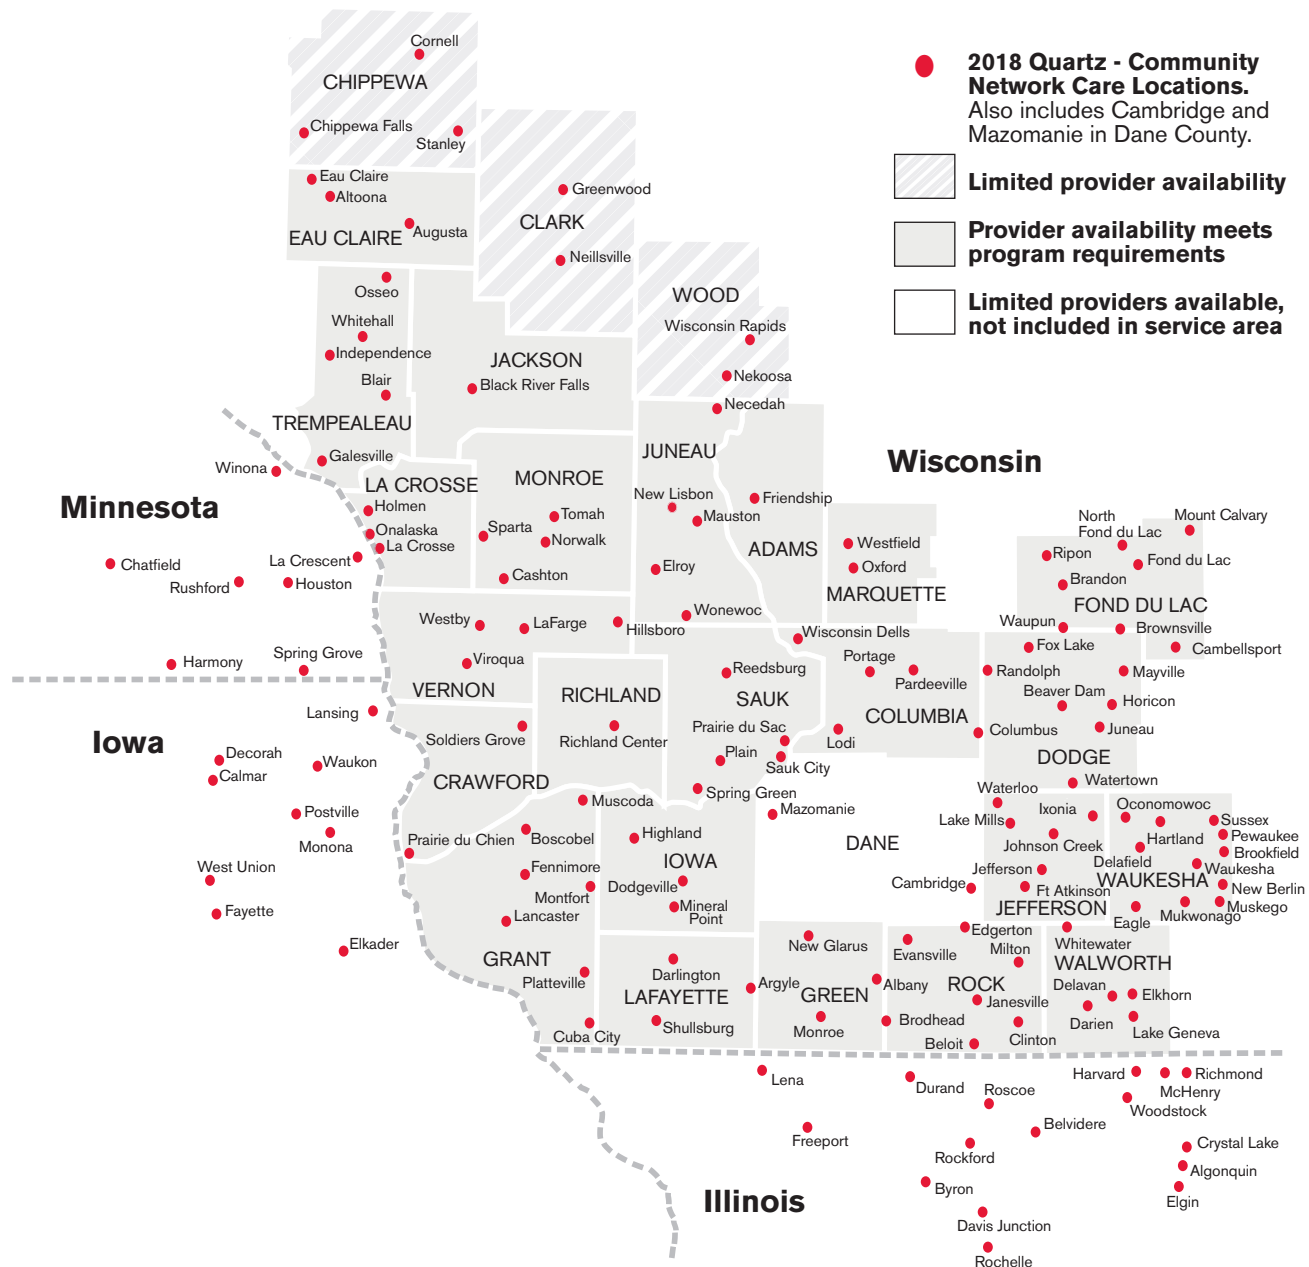 Cornell
CHIPPEWA
Chippewa Falls
Stanley
2018 Quartz - Community
Network Care Locations.
Also includes Cambridge and
Mazomanie in Dane County.
Limited provider availability
Provider availability meets
program requirements
Limited providers available,
not included in service area
Eau Claire
Altoona
Augusta
EAU CLAIRE
Greenwood
CLARK
Neillsville
WOOD
Wisconsin Rapids
Nekoosa
Osseo
Whitehall
Independence
Blair
TREMPEALEAU
Galesville
JACKSON
Black River Falls
Necedah
JUNEAU
New Lisbon
Mauston
Elroy
Wonewoc
Friendship
ADAMS
Wisconsin
Winona
Minnesota
LA CROSSE
Holmen
Onalaska
La Crosse
MONROE
Tomah
Sparta
Norwalk
Cashton
Chatfield
Rushford
La Crescent
Houston
Harmony
Spring Grove
Westfield
Oxford
MARQUETTE
North
Fond du Lac
Mount Calvary
Ripon
Fond du Lac
Brandon
FOND DU LAC
Waupun
Brownsville
Cambellsport
Westby
LaFarge
Hillsboro
Viroqua
VERNON
Wisconsin Dells
Portage
Pardeeville
COLUMBIA
Lodi
Fox Lake
Randolph
Mayville
Beaver Dam
Horicon
Columbus
Juneau
DODGE
Watertown
Reedsburg
SAUK
Prairie du Sac
Plain
Sauk City
Spring Green
RICHLAND
Richland Center
Soldiers Grove
CRAWFORD
Iowa
Lansing
Decorah
Calmar
Waukon
Postville
Monona
West Union
Fayette
Elkader
Muscoda
Prairie du Chien
Boscobel
Fennimore
Montfort
Lancaster
GRANT
Platteville
Cuba City
Highland
IOWA
Dodgeville
Mineral
Point
Mazomanie
DANE
Cambridge
Waterloo
Lake Mills
Ixonia
Johnson Creek
Jefferson
Ft Atkinson
JEFFERSON
Oconomowoc
Sussex
Hartland
Pewaukee
Brookfield
Delafield
Waukesha
WAUKESHA
New Berlin
Muskego
Mukwonago
Eagle
Darlington
LAFAYETTE
Shullsburg
Argyle
New Glarus
GREEN
Albany
Monroe
Brodhead
Edgerton
Evansville
Milton
ROCK
Janesville
Clinton
Beloit
Whitewater
WALWORTH
Delavan
Elkhorn
Darien
Lake Geneva
Lena
Freeport
Durand
Roscoe
Belvidere
Rockford
Byron
Davis Junction
Rochelle
Harvard
Richmond
McHenry
Woodstock
Crystal Lake
Algonquin
Elgin
Illinois